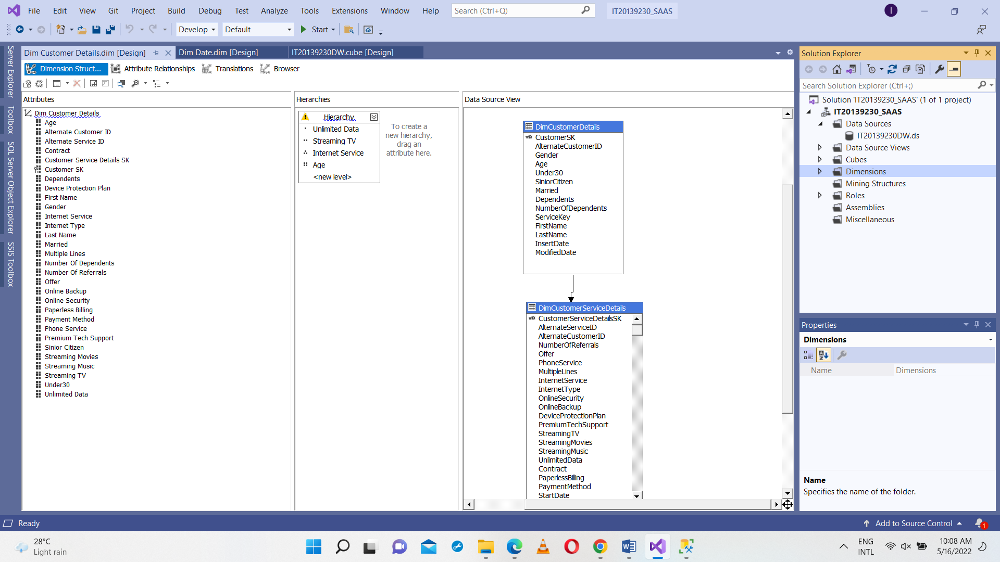 File Edit View Git Project Build Debug Test Analyze Tools Extensions Window Help Search (Ctrl+Q) IT20139230_SAAS I
Develop Default Start
Dim Customer Details.dim [Design] Dim Date.dim [Design] IT20139230DW.cube [Design]
Dimension Struct... Attribute Relationships Translations Browser
Server Explorer
Toolbox
SQL Server Object Explorer
SSIS Toolbox
Attributes
Dim Customer Details
Age
Alternate Customer ID
Alternate Service ID
Contract
Customer Service Details SK
Customer SK
Dependents
Device Protection Plan
First Name
Gender
Internet Service
Internet Type
Last Name
Married
Multiple Lines
Number Of Dependents
Number Of Referrals
Offer
Online Backup
Online Security
Paperless Billing
Payment Method
Phone Service
Premium Tech Support
Sinior Citizen
Streaming Movies
Streaming Music
Streaming TV
Under30
Unlimited Data
Hierarchies
Hierarchy
Unlimited Data
Streaming TV
Internet Service
Age
<new level>
To create a
new hierarchy,
drag an
attribute here.
Data Source View
DimCustomerDetails
CustomerSK
AlternateCustomerID
Gender
Age
Under30
SiniorCitizen
Married
Dependents
NumberOfDependents
ServiceKey
FirstName
LastName
InsertDate
ModifiedDate
DimCustomerServiceDetails
CustomerServiceDetailsSK
AlternateServiceID
AlternateCustomerID
NumberOfReferrals
Offer
PhoneService
MultipleLines
InternetService
InternetType
OnlineSecurity
OnlineBackup
DeviceProtectionPlan
PremiumTechSupport
StreamingTV
StreamingMovies
StreamingMusic
UnlimitedData
Contract
PaperlessBilling
PaymentMethod
StartDate
Solution Explorer
Search Solution Explorer (Ctrl+;)
Solution 'IT20139230_SAAS' (1 of 1 project)
IT20139230_SAAS
Data Sources
IT20139230DW.ds
Data Source Views
Cubes
Dimensions
Mining Structures
Roles
Assemblies
Miscellaneous
Properties
Dimensions
Name Dimensions
Name
Specifies the name of the folder.
Ready Add to Source Control 1
28°C
Light rain
ENG
INTL
10:08 AM
5/16/2022